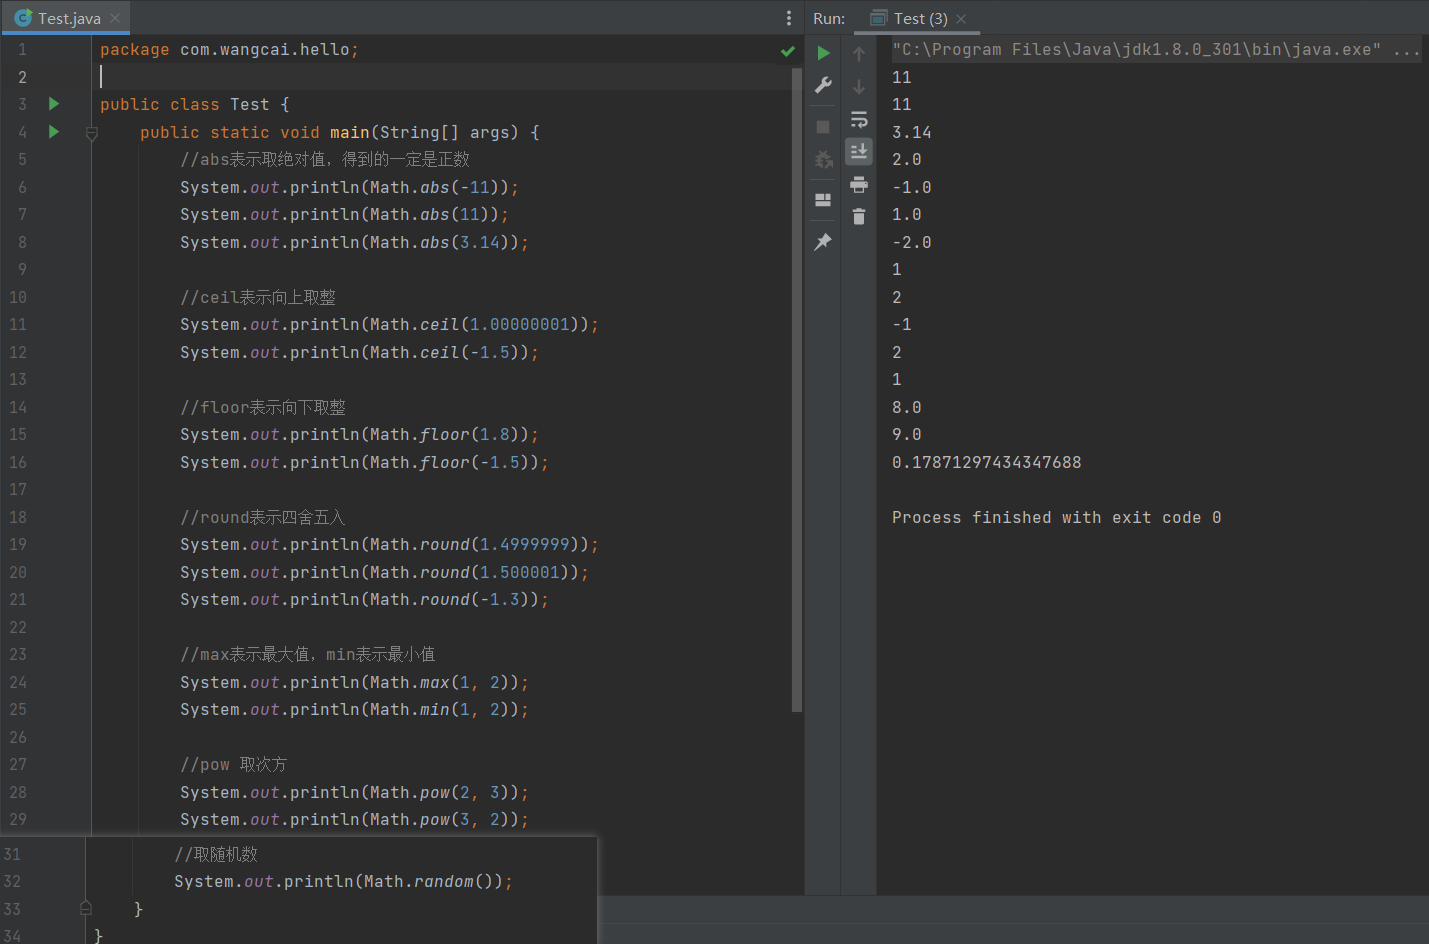 Test.java
1 package com.wangcai.hello;
2
3 public class Test {
4 public static void main(String[] args) {
5 //abs表示取绝对值，得到的一定是正数
6 System.out.println(Math.abs(-11));
7 System.out.println(Math.abs(11));
8 System.out.println(Math.abs(3.14));
9
10 //ceil表示向上取整
11 System.out.println(Math.ceil(1.00000001));
12 System.out.println(Math.ceil(-1.5));
13
14 //floor表示向下取整
15 System.out.println(Math.floor(1.8));
16 System.out.println(Math.floor(-1.5));
17
18 //round表示四舍五入
19 System.out.println(Math.round(1.4999999));
20 System.out.println(Math.round(1.500001));
21 System.out.println(Math.round(-1.3));
22
23 //max表示最大值，min表示最小值
24 System.out.println(Math.max(1, 2));
25 System.out.println(Math.min(1, 2));
26
27 //pow 取次方
28 System.out.println(Math.pow(2, 3));
29 System.out.println(Math.pow(3, 2));
31 //取随机数
32 System.out.println(Math.random());
33 }
34 }
Run: Test (3)
"C:\Program Files\Java\jdk1.8.0_301\bin\java.exe" ...
11
11
3.14
2.0
-1.0
1.0
-2.0
1
2
-1
2
1
8.0
9.0
0.17871297434347688
Process finished with exit code 0